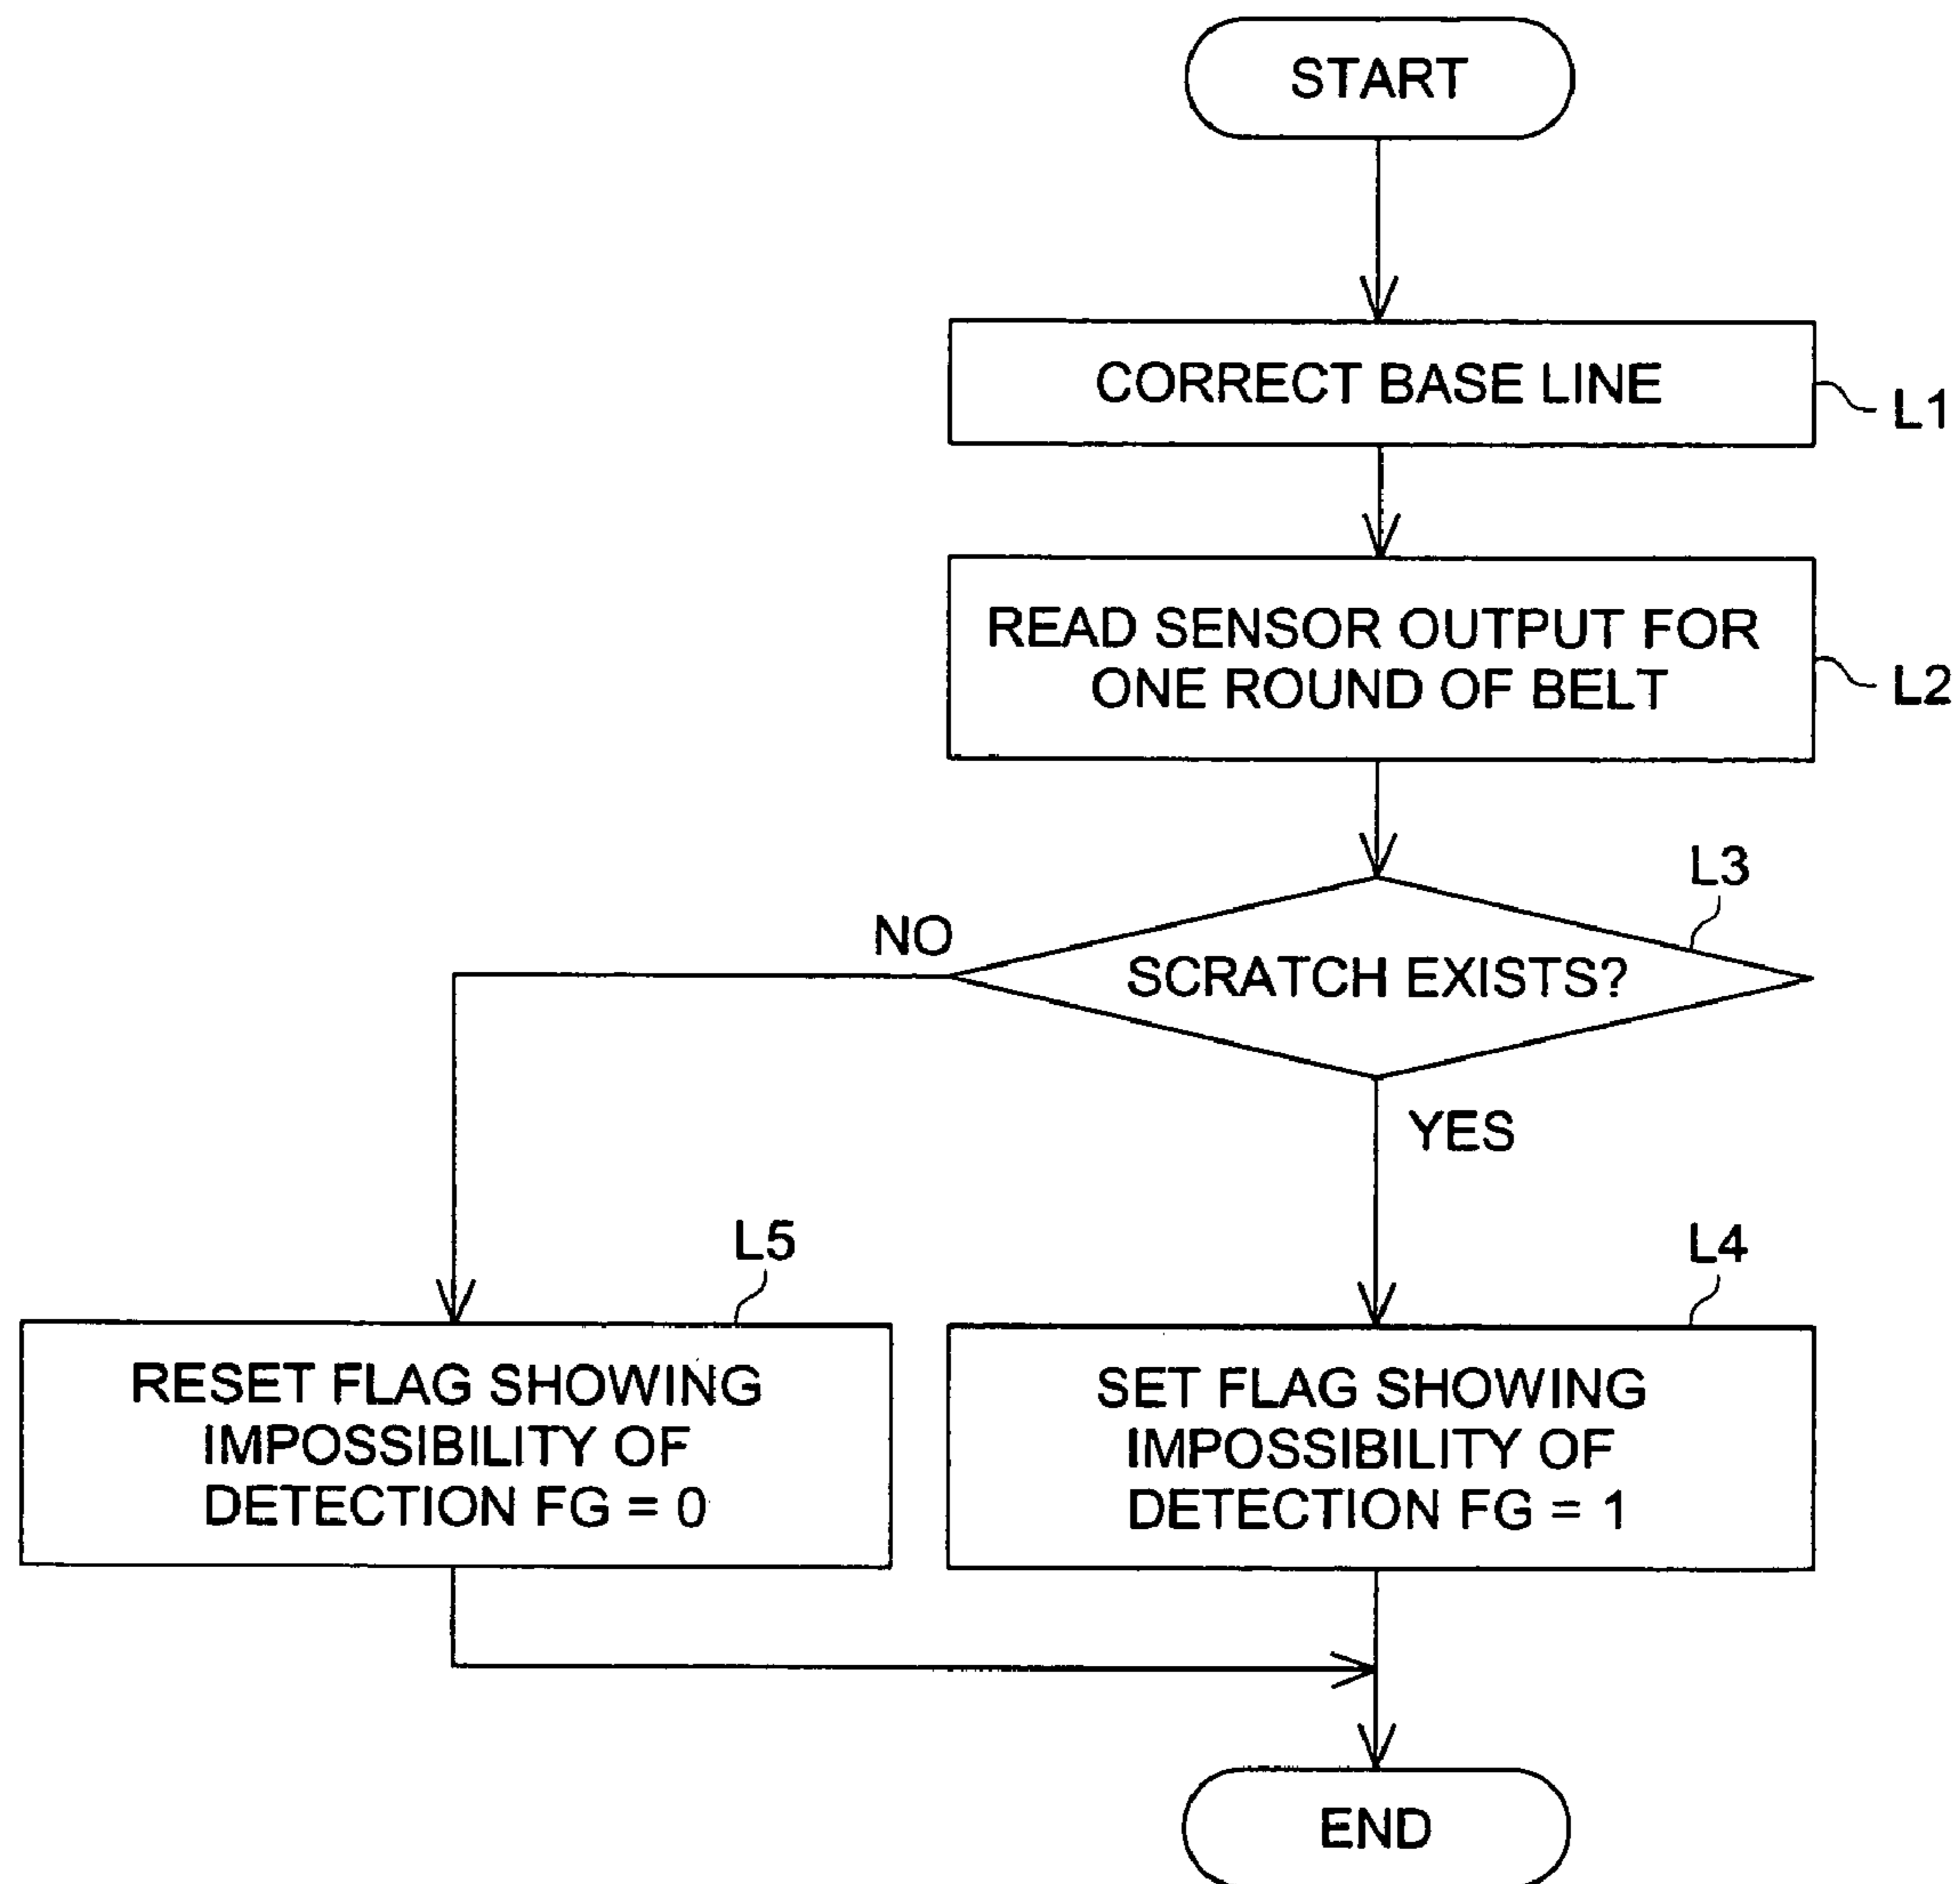 START
CORRECT BASE LINE
L1
READ SENSOR OUTPUT FOR
ONE ROUND OF BELT
L2
L3
NO
SCRATCH EXISTS?
YES
L5
L4
RESET FLAG SHOWING
IMPOSSIBILITY OF
DETECTION FG = 0
SET FLAG SHOWING
IMPOSSIBILITY OF
DETECTION FG = 1
END